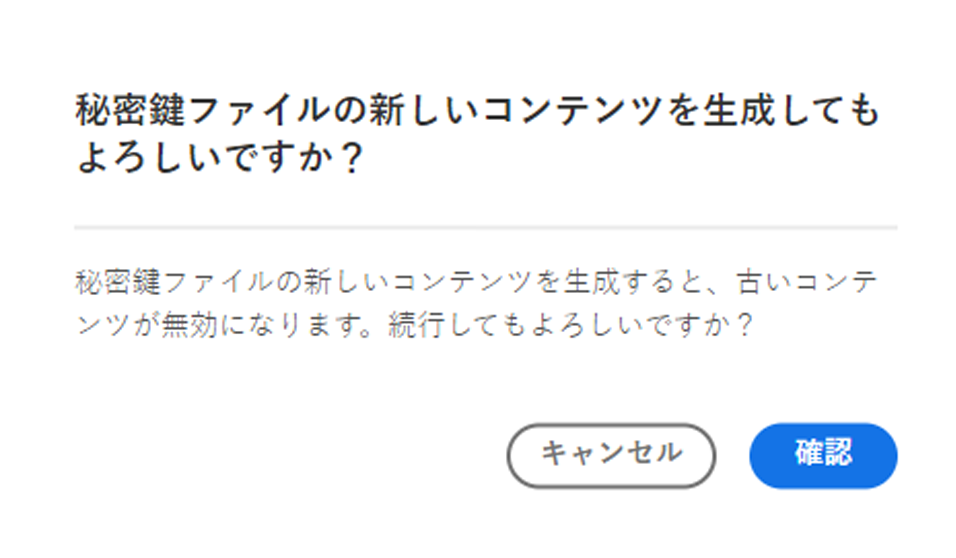 秘密鍵ファイルの新しいコンテンツを生成しても
よろしいですか？
秘密鍵ファイルの新しいコンテンツを生成すると、古いコンテ
ンツが無効になります。続行してもよろしいですか？
キャンセル
確認